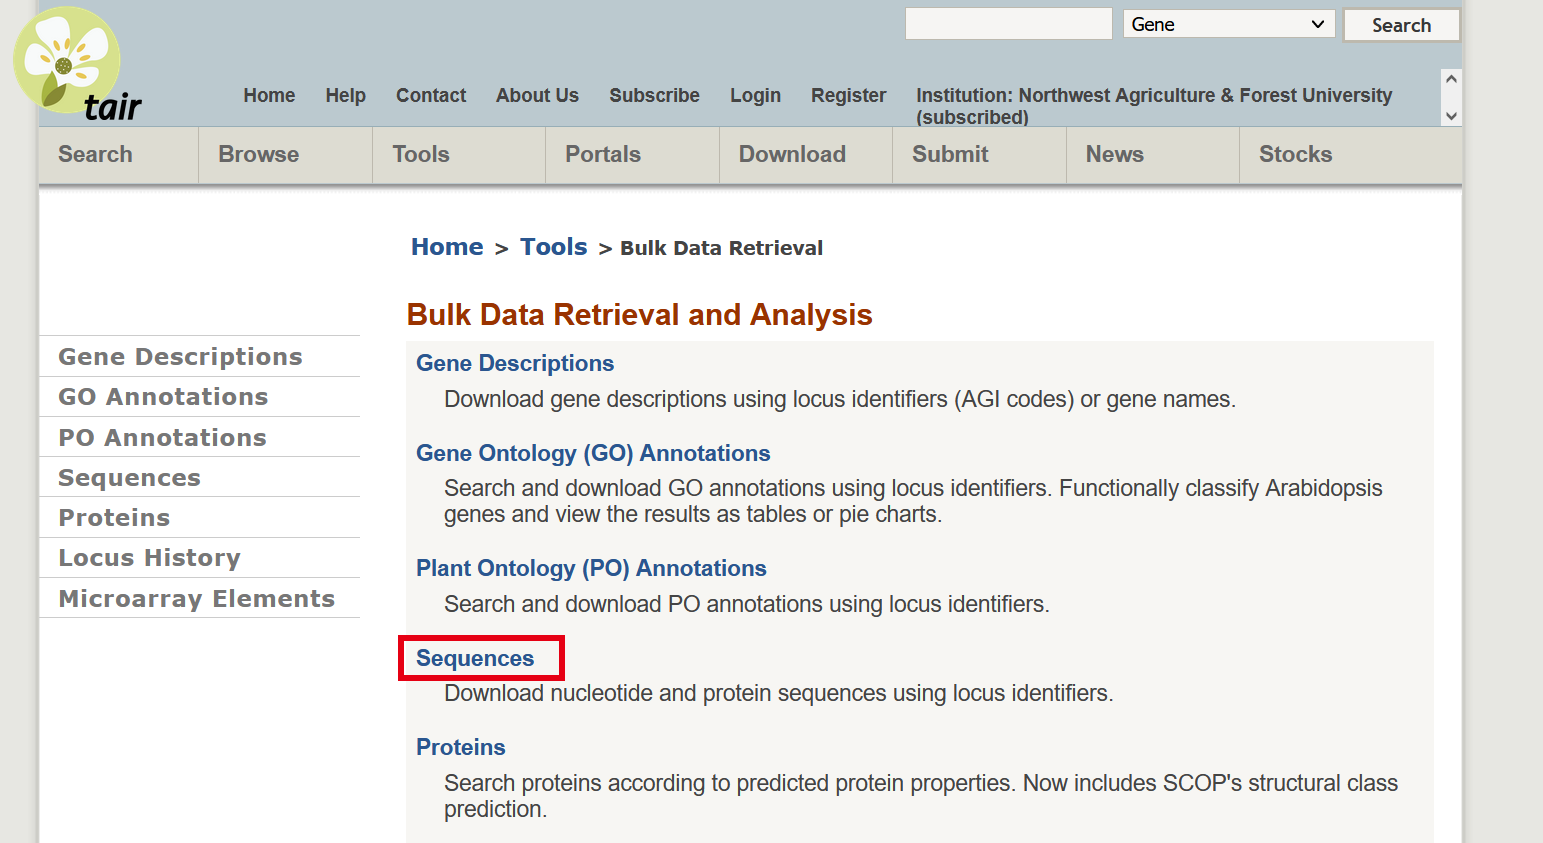 Gene
Search
tair
Home Help Contact About Us Subscribe Login Register Institution: Northwest Agriculture & Forest University
(subscribed)
Search Browse Tools Portals Download Submit News Stocks
Home > Tools > Bulk Data Retrieval
Gene Descriptions
GO Annotations
PO Annotations
Sequences
Proteins
Locus History
Microarray Elements
Bulk Data Retrieval and Analysis
Gene Descriptions
Download gene descriptions using locus identifiers (AGI codes) or gene names.
Gene Ontology (GO) Annotations
Search and download GO annotations using locus identifiers. Functionally classify Arabidopsis
genes and view the results as tables or pie charts.
Plant Ontology (PO) Annotations
Search and download PO annotations using locus identifiers.
Sequences
Download nucleotide and protein sequences using locus identifiers.
Proteins
Search proteins according to predicted protein properties. Now includes SCOP's structural class
prediction.